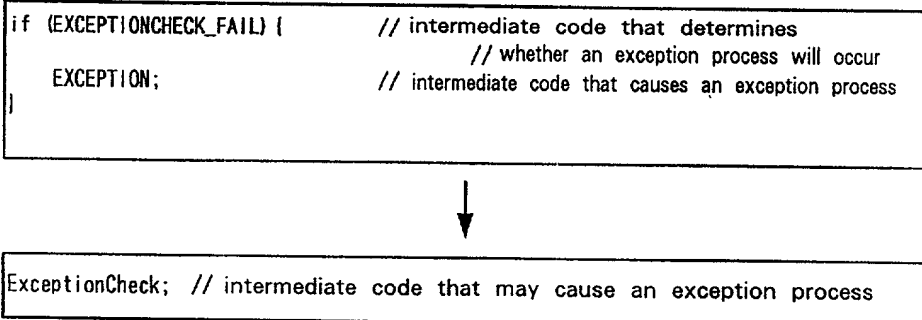 if (EXCEPTIONCHECK_FAIL) { // intermediate code that determines
// whether an exception process will occur
EXCEPTION; // intermediate code that causes an exception process
}
ExceptionCheck; // intermediate code that may cause an exception process